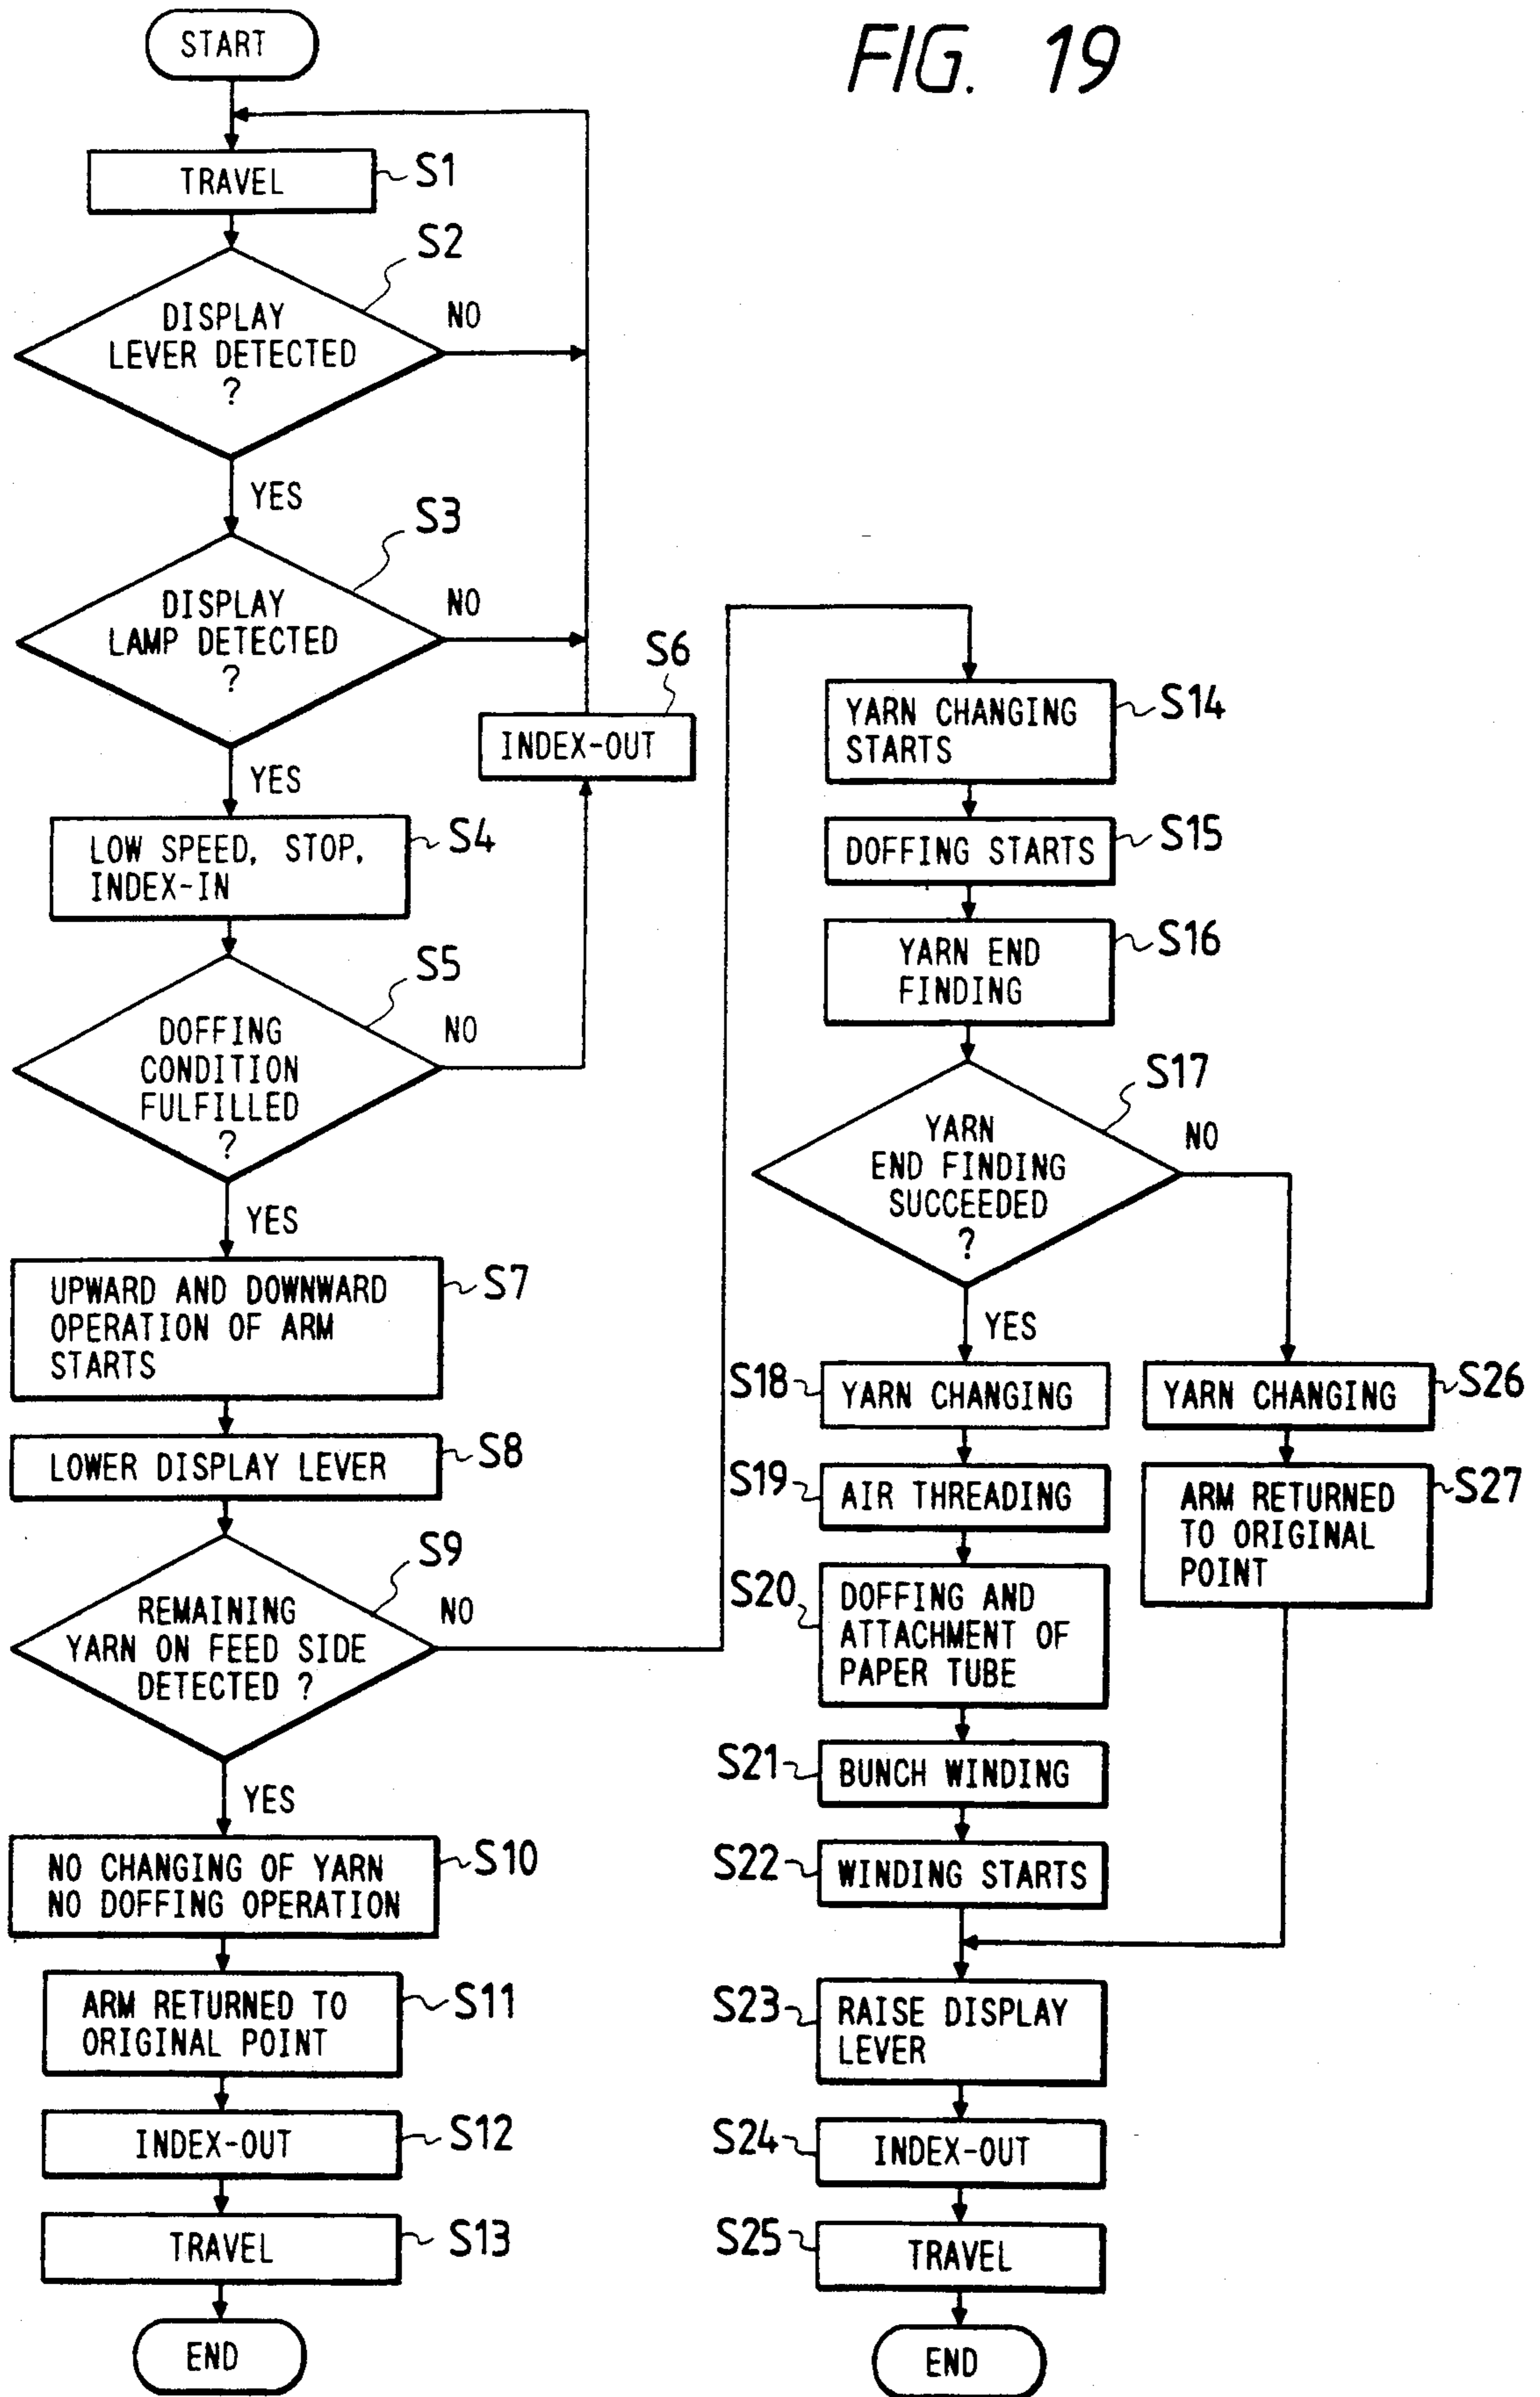 FIG. 19
START
TRAVEL
S1
S2
DISPLAY
LEVER DETECTED
?
NO
YES
S3
DISPLAY
LAMP DETECTED
?
NO
YES
S6
INDEX-OUT
LOW SPEED, STOP,
INDEX-IN
S4
S5
DOFFING
CONDITION
FULFILLED
?
NO
YES
UPWARD AND DOWNWARD
OPERATION OF ARM
STARTS
S7
LOWER DISPLAY LEVER
S8
S9
REMAINING
YARN ON FEED SIDE
DETECTED ?
NO
YES
NO CHANGING OF YARN
NO DOFFING OPERATION
S10
ARM RETURNED TO
ORIGINAL POINT
S11
INDEX-OUT
S12
TRAVEL
S13
END
YARN CHANGING
STARTS
S14
DOFFING STARTS
S15
YARN END
FINDING
S16
S17
YARN
END FINDING
SUCCEEDED
?
NO
YES
S18
YARN CHANGING
YARN CHANGING
S26
S19
AIR THREADING
ARM RETURNED
TO ORIGINAL
POINT
S27
S20
DOFFING AND
ATTACHMENT OF
PAPER TUBE
S21
BUNCH WINDING
S22
WINDING STARTS
S23
RAISE DISPLAY
LEVER
S24
INDEX-OUT
S25
TRAVEL
END